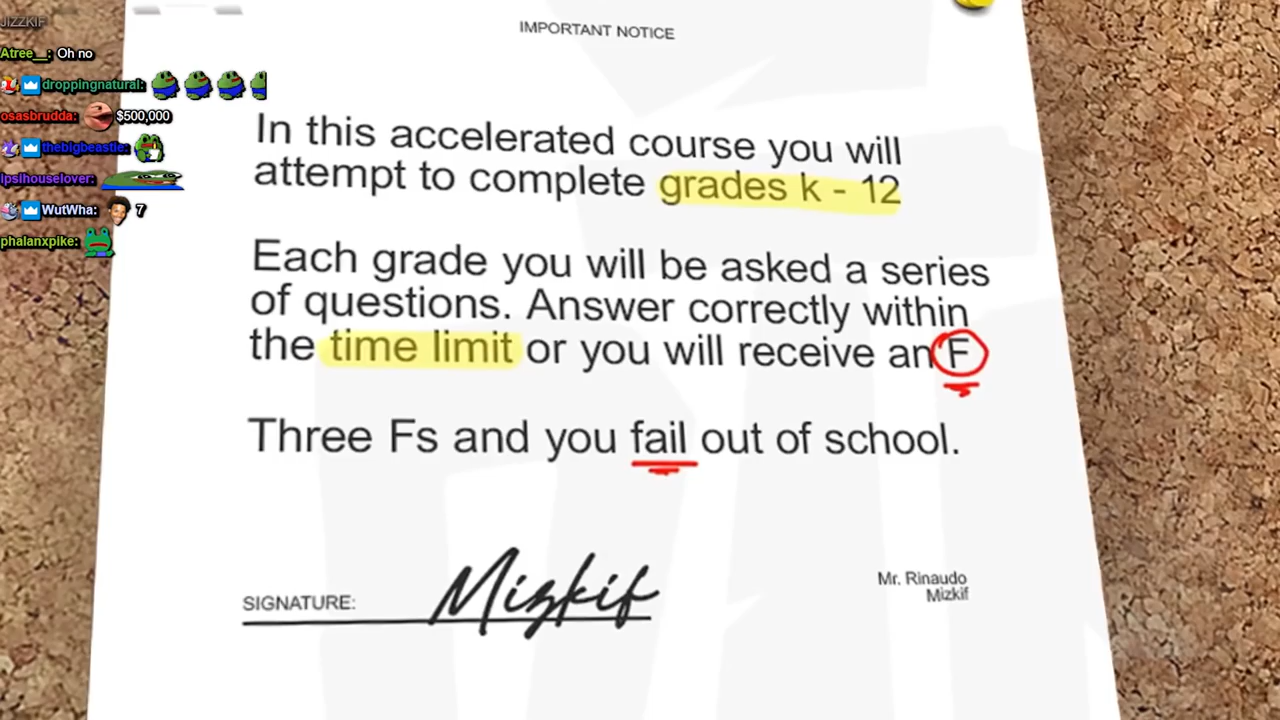 JIZZKIF
Atree__: Oh no
droppingnatural:
osasbrudda: $500,000
thebigbeastie:
ipsihouselover:
WutWha: 7
phalanxpike:
IMPORTANT NOTICE
In this accelerated course you will
attempt to complete grades k - 12
Each grade you will be asked a series
of questions. Answer correctly within
the time limit or you will receive an F
Three Fs and you fail out of school.
SIGNATURE: Mizkif
Mr. Rinaudo
Mizkif